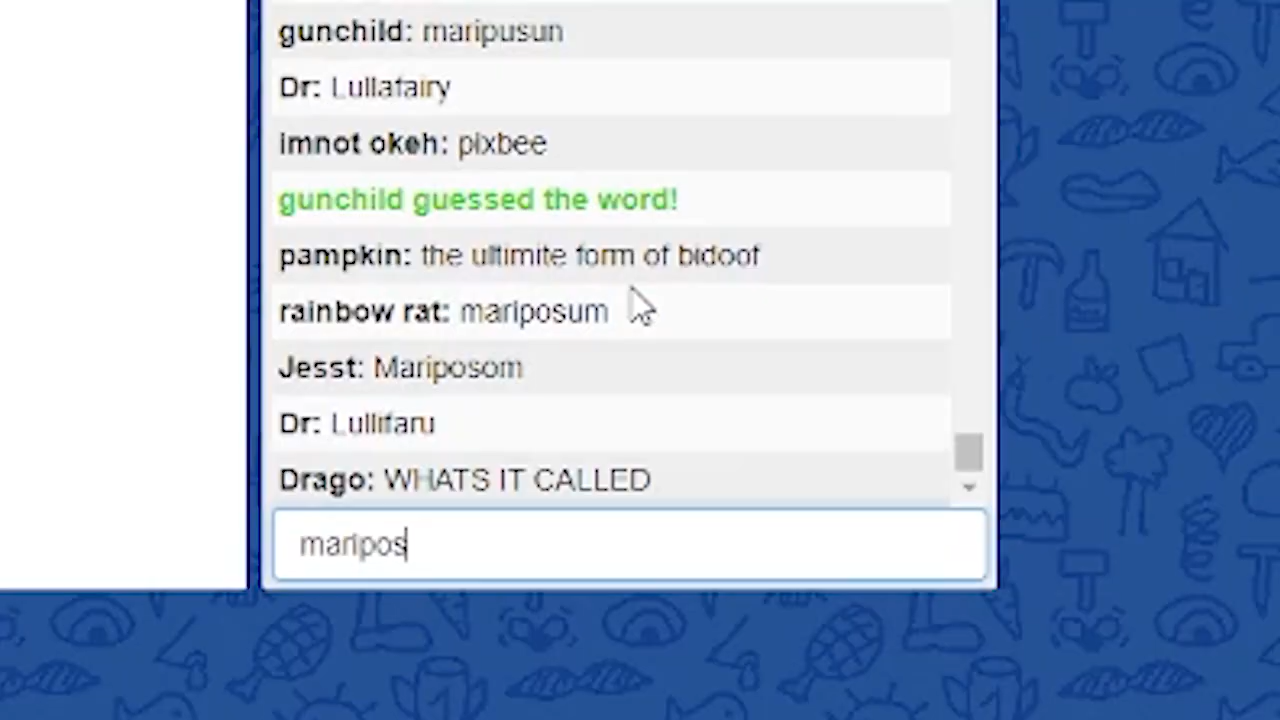 gunchild: maripusun
Dr: Lullafairy
imnot okeh: pixbee
gunchild guessed the word!
pampkin: the ultimite form of bidoof
rainbow rat: mariposum
Jesst: Mariposom
Dr: Lullifaru
Drago: WHATS IT CALLED
maripos